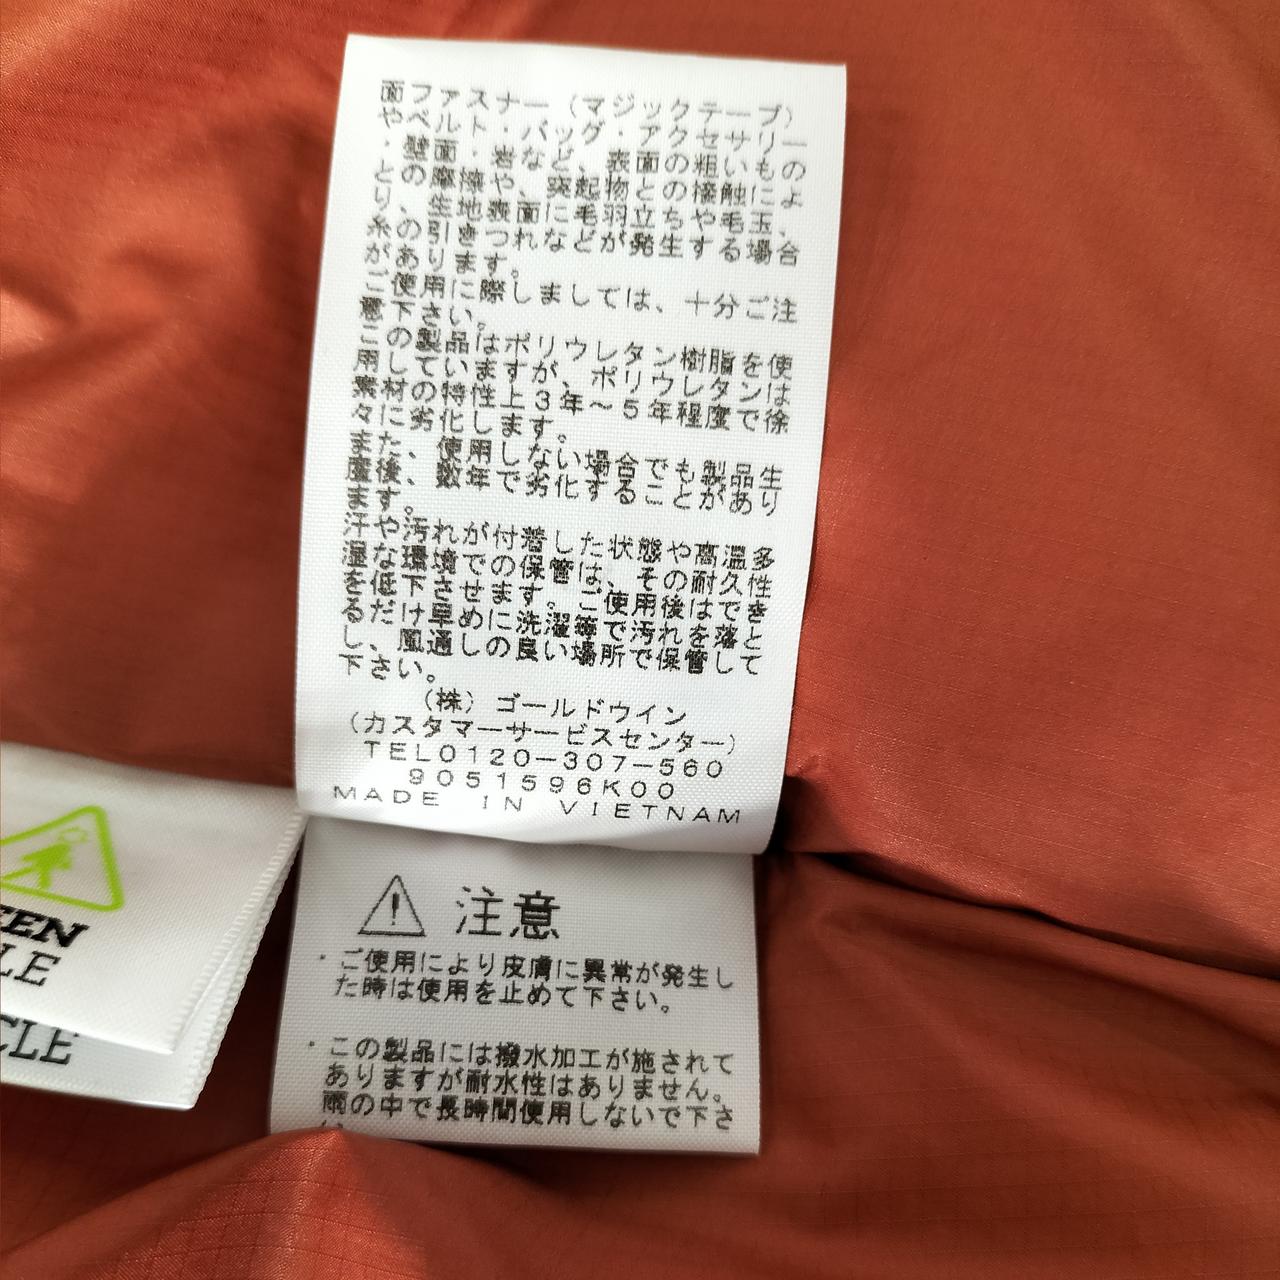 面ファスナー（マジックテープ）
や・ベルト・バッグ・アクセサリー
・壁面・岩など、表面の粗いもの
との摩擦や、突起物との接触によ
り、生地表面に毛羽立ちや毛玉、
糸の引きつれなどが発生する場合
があります。
ご使用に際しましては、十分ご注
意下さい。
この製品はポリウレタン樹脂を使
用していますが、ポリウレタンは
素材の特性上3年～5年程度で徐
々に劣化します。
また、使用しない場合でも製品生
産後、数年で劣化することがあり
ます。
汗や汚れが付着した状態や高温多
湿な環境での保管は、その耐久性
を低下させます。ご使用後はでき
るだけ早めに洗濯等で汚れを落と
し、風通しの良い場所で保管して
下さい。
（株）ゴールドウイン
（カスタマーサービスセンター）
TEL0120-307-560
9051596K00
MADE IN VIETNAM
注意
・ご使用により皮膚に異常が発生し
た時は使用を止めて下さい。
・この製品には撥水加工が施されて
ありますが耐水性はありません。
雨の中で長時間使用しないで下さ
EEN
LE
CLE